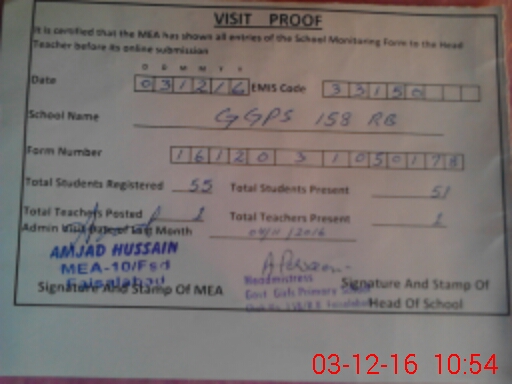 VISIT PROOF
It is certified that the MEA has shown all entries of the School Monitoring Form to the Head
Teacher before its online submission
D D M M Y Y
Date 0 3 1 2 1 6 EMIS Code 3 3 1 5 0
School Name GGPS 158 RB
Form Number 1 6 1 2 0 3 1 0 5 0 1 7 8
Total Students Registered 55 Total Students Present 51
Total Teachers Posted 2 Total Teachers Present 2
Admin Visit Date of Last Month /11/2016
AMJAD HUSSAIN
MEA-10/Fsd
Faisalabad
Signature And Stamp Of MEA
Headmistress
Govt Girls Primary School
Signature And Stamp Of
Head Of School
03-12-16 10:54